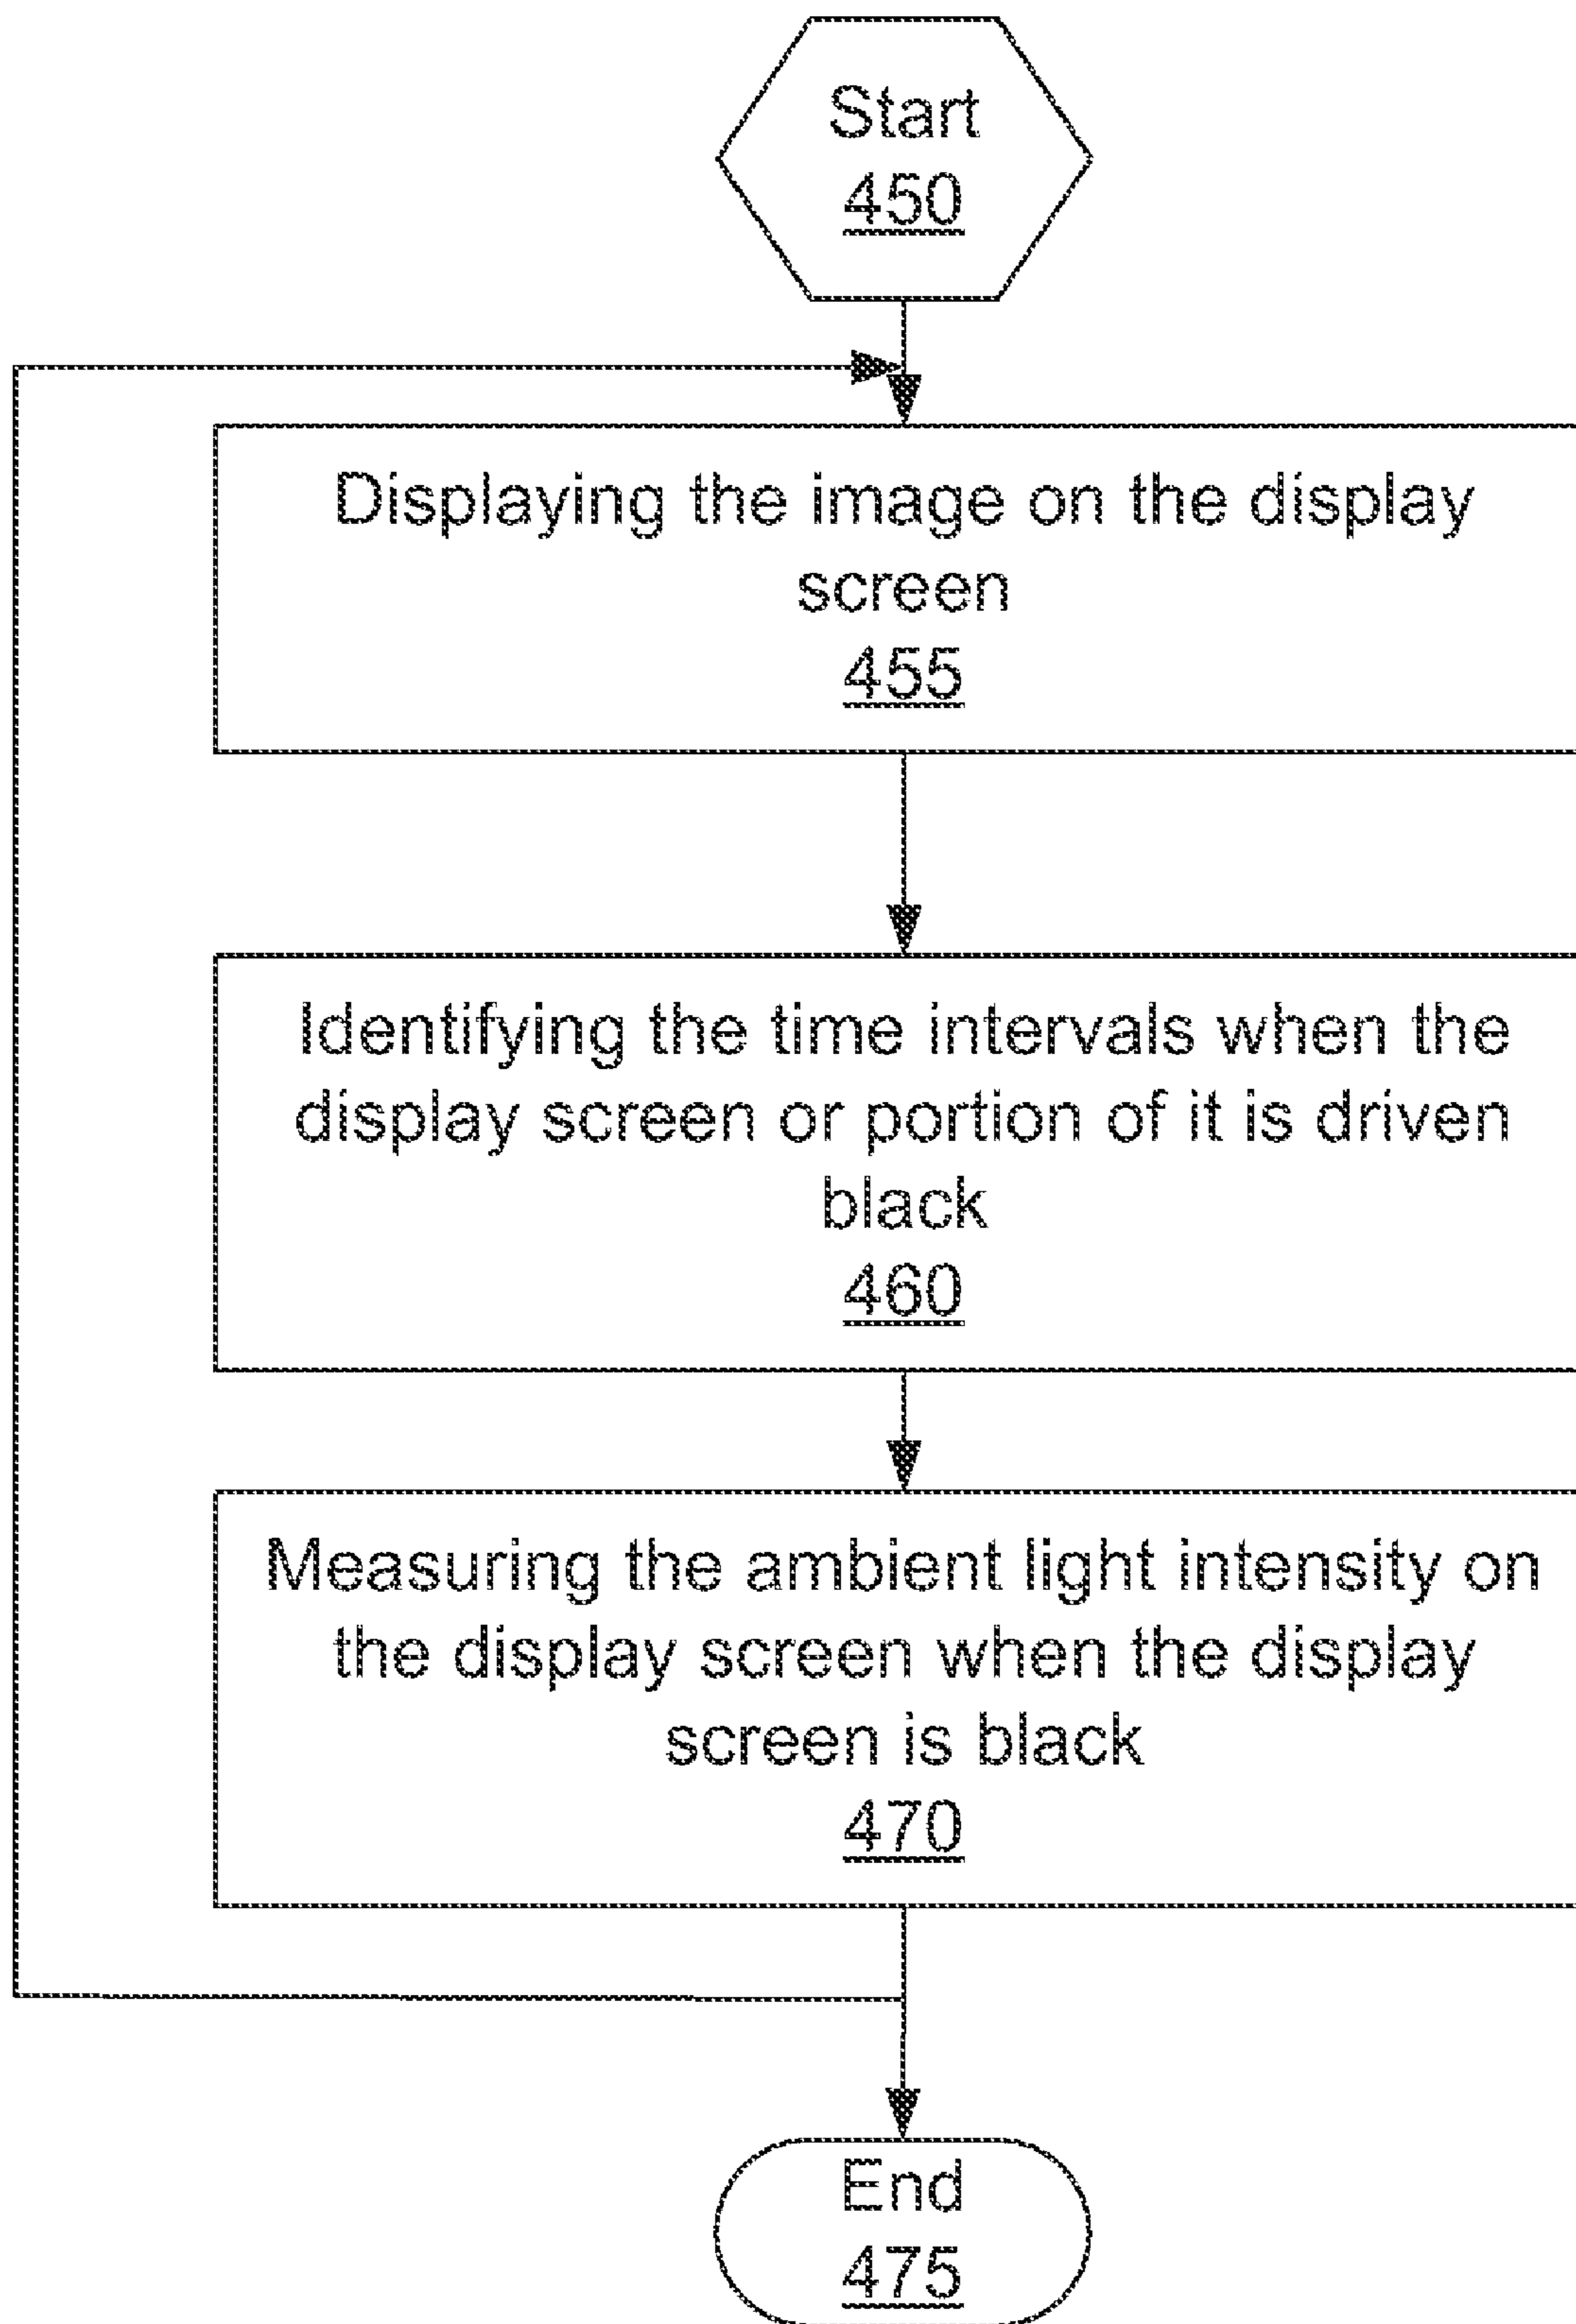 Start
450
Displaying the image on the display
screen
455
Identifying the time intervals when the
display screen or portion of it is driven
black
460
Measuring the ambient light intensity on
the display screen when the display
screen is black
470
End
475